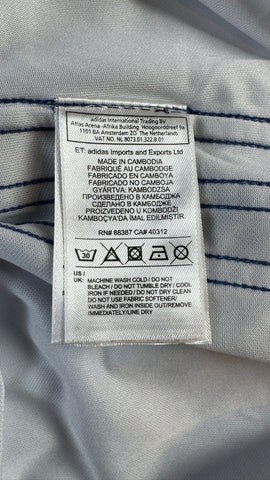 adidas International Trading BV
Atlas Arena -Afrika Building Hoogoorddreef 9a
1101 BA Amsterdam ZO The Netherlands
VAT NO. NL 8073.01.322.B.01
ET: adidas Imports and Exports Ltd
MADE IN CAMBODIA
FABRIQUÉ AU CAMBODGE
FABRICADO EN CAMBOYA
FABRICADO NO CAMBOJA
GYÁRTVA: KAMBODZSA
ПРОИЗВЕДЕНО В КАМБОДЖА
СДЕЛАНО В КАМБОДЖЕ
PROIZVEDENO U KOMBODŽI
KAMBOÇYA'DA İMAL EDİLMİŞTİR.
RN# 88387 CA# 40312
30
US /
UK: MACHINE WASH COLD / DO NOT
BLEACH / DO NOT TUMBLE DRY / COOL
IRON IF NEEDED / DO NOT DRY CLEAN
DO NOT USE FABRIC SOFTENER/
WASH AND IRON INSIDE OUT/REMOVE
IMMEDIATELY/LINE DRY